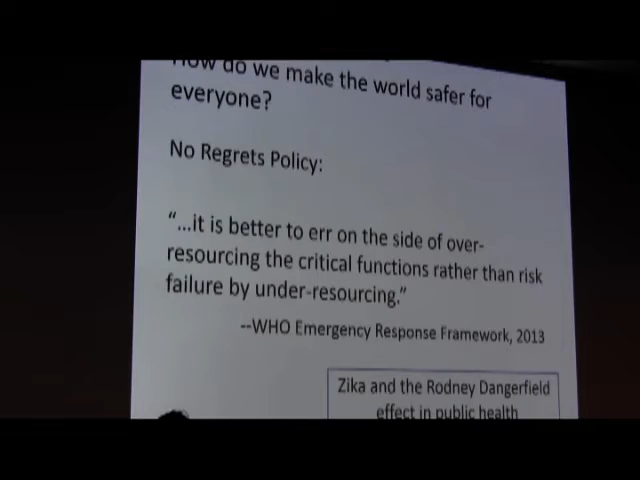 How do we make the world safer for
everyone?
No Regrets Policy:
“...it is better to err on the side of over-
resourcing the critical functions rather than risk
failure by under-resourcing.”
--WHO Emergency Response Framework, 2013
Zika and the Rodney Dangerfield
effect in public health